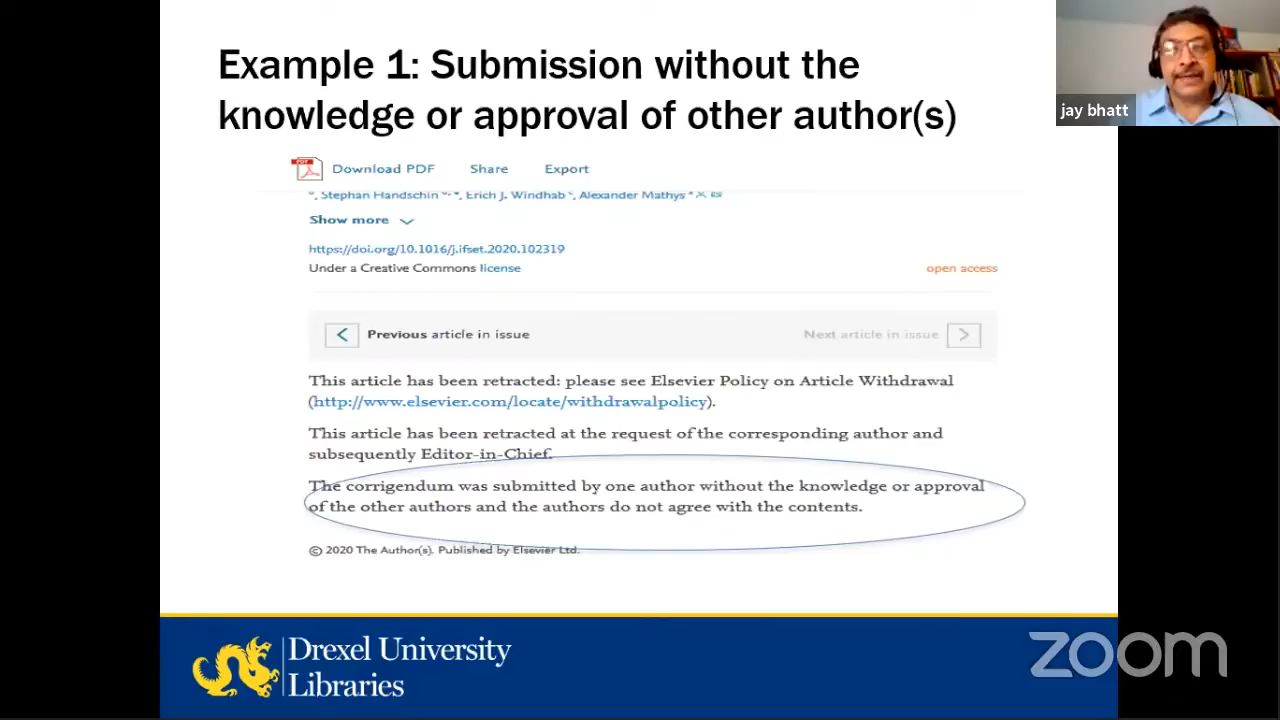 Example 1: Submission without the
knowledge or approval of other author(s)
jay bhatt
PDF
Download PDF Share Export
Stephan Handschin, Erich J. Windhab, Alexander Mathys
Show more
https://doi.org/10.1016/j.ifset.2020.102319
Under a Creative Commons license
open access
Previous article in issue
Next article in issue
This article has been retracted: please see Elsevier Policy on Article Withdrawal
(http://www.elsevier.com/locate/withdrawalpolicy).
This article has been retracted at the request of the corresponding author and
subsequently Editor-in-Chief.
The corrigendum was submitted by one author without the knowledge or approval
of the other authors and the authors do not agree with the contents.
© 2020 The Author(s). Published by Elsevier Ltd.
Drexel University
Libraries
zoom